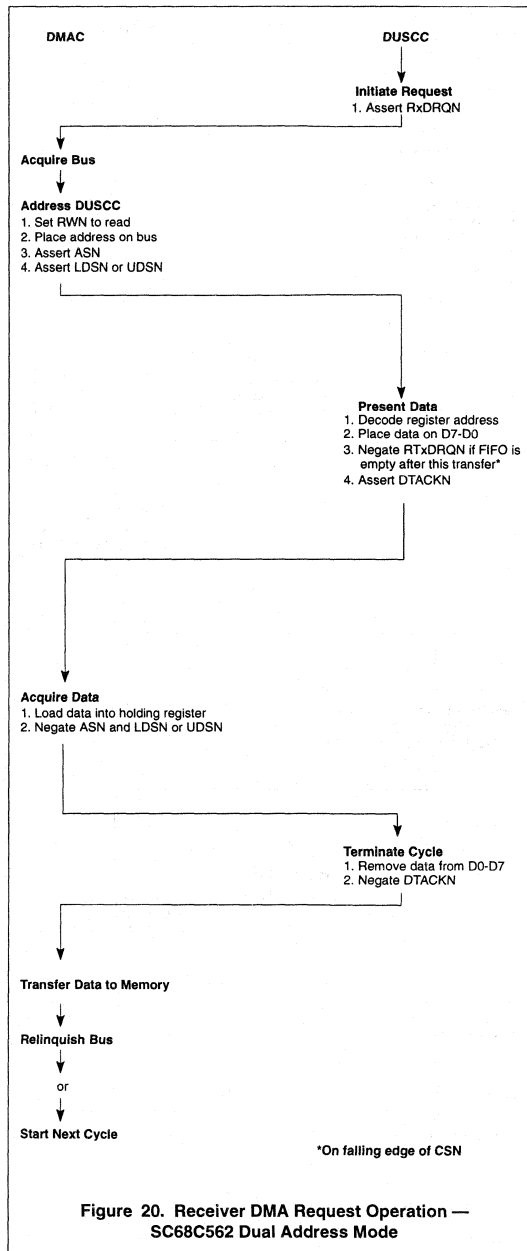 DMAC DUSCC
Initiate Request
1. Assert RxDRQN
Acquire Bus
Address DUSCC
1. Set RWN to read
2. Place address on bus
3. Assert ASN
4. Assert LDSN or UDSN
Present Data
1. Decode register address
2. Place data on D7-D0
3. Negate RTxDRQN if FIFO is
empty after this transfer*
4. Assert DTACKN
Acquire Data
1. Load data into holding register
2. Negate ASN and LDSN or UDSN
Terminate Cycle
1. Remove data from D0-D7
2. Negate DTACKN
Transfer Data to Memory
Relinquish Bus
or
Start Next Cycle
*On falling edge of CSN
Figure 20. Receiver DMA Request Operation —
SC68C562 Dual Address Mode